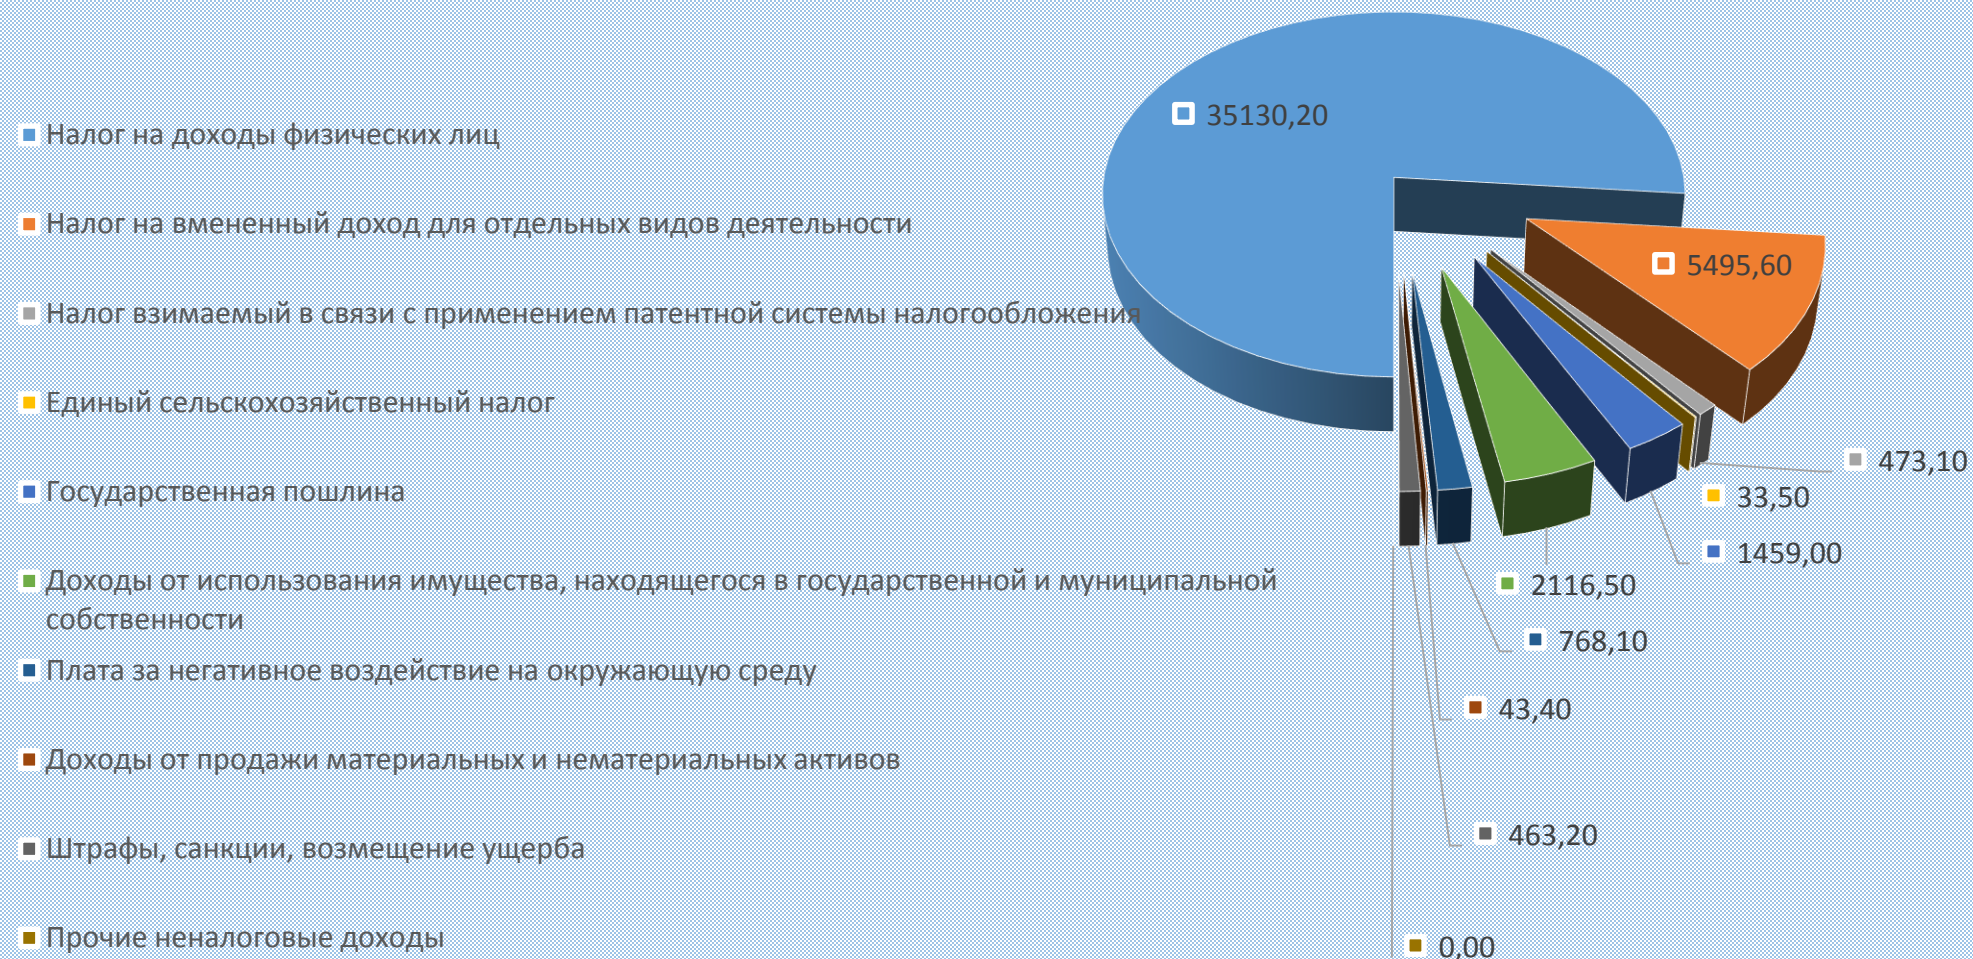 Налог на доходы физических лиц
Налог на вмененный доход для отдельных видов деятельности
Налог взимаемый в связи с применением патентной системы налогообложения
Единый сельскохозяйственный налог
Государственная пошлина
Доходы от использования имущества, находящегося в государственной и муниципальной
собственности
Плата за негативное воздействие на окружающую среду
Доходы от продажи материальных и нематериальных активов
Штрафы, санкции, возмещение ущерба
Прочие неналоговые доходы
35130,20
5495,60
473,10
33,50
1459,00
2116,50
768,10
43,40
463,20
0,00